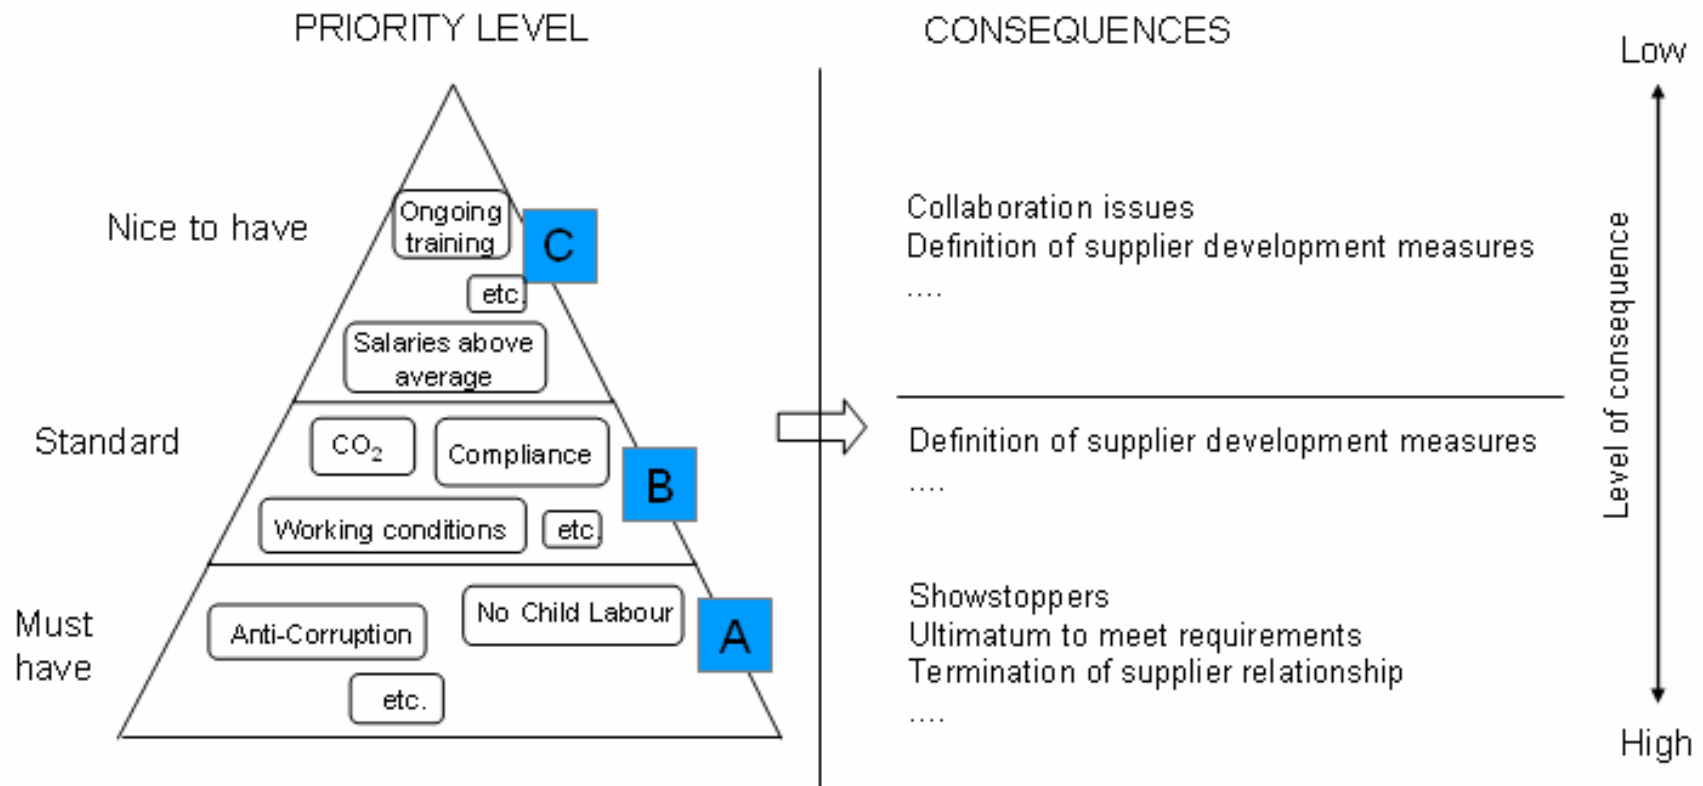 PRIORITY LEVEL
CONSEQUENCES
Low
Nice to have
Ongoing
training
C
etc.
Salaries above
average
Collaboration issues
Definition of supplier development measures
....
Standard
CO₂
Compliance
B
Working conditions
etc.
Definition of supplier development measures
....
Must
have
Anti-Corruption
No Child Labour
A
etc.
Showstoppers
Ultimatum to meet requirements
Termination of supplier relationship
....
Level of consequence
High